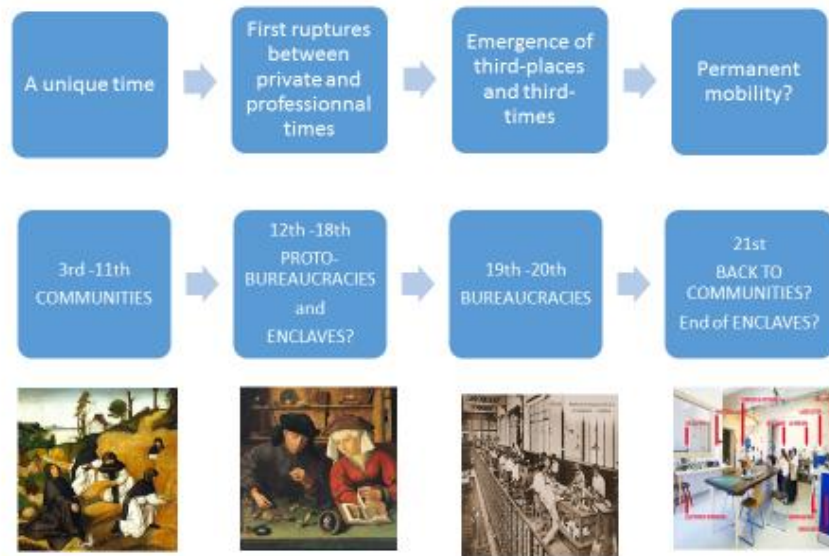 A unique time
First ruptures
between
private and
professionnal
times
Emergence of
third-places
and third-
times
Permanent
mobility?
3rd -11th
COMMUNITIES
12th -18th
PROTO-
BUREAUCRACIES
and
ENCLAVES?
19th -20th
BUREAUCRACIES
21st
BACK TO
COMMUNITIES?
End of ENCLAVES?